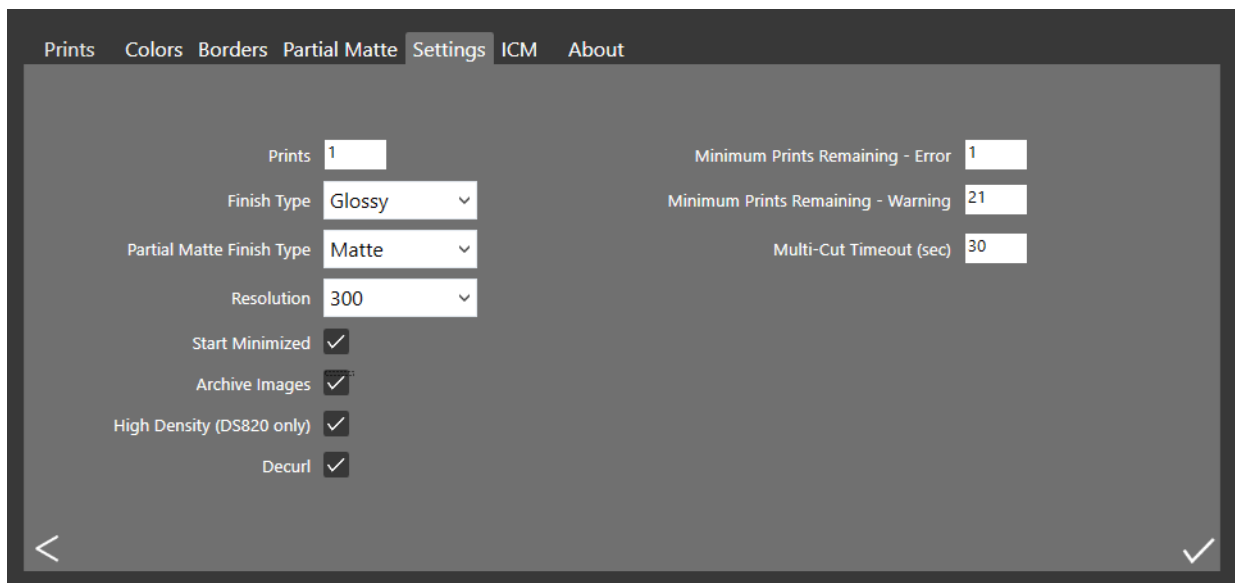 Prints Colors Borders Partial Matte Settings ICM About
Prints 1
Finish Type Glossy
Partial Matte Finish Type Matte
Resolution 300
Start Minimized
Archive Images
High Density (DS820 only)
Decurl
Minimum Prints Remaining - Error 1
Minimum Prints Remaining - Warning 21
Multi-Cut Timeout (sec) 30